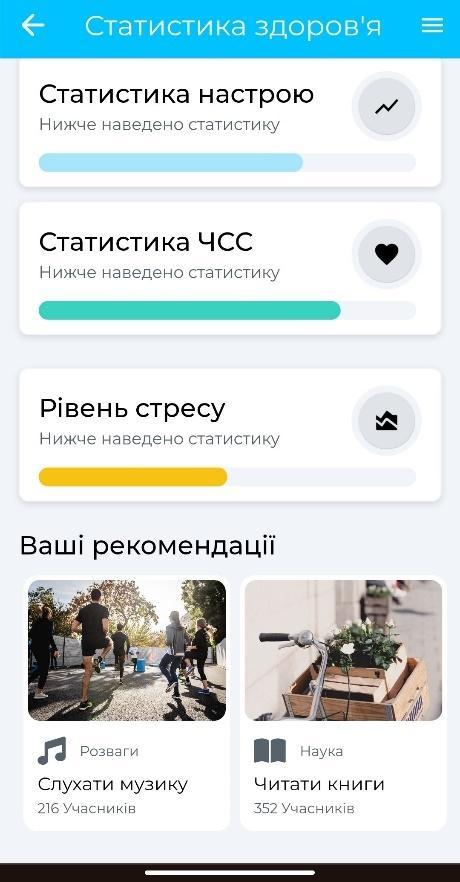 Статистика здоров'я
Статистика настрою
Нижче наведено статистику
Статистика ЧСС
Нижче наведено статистику
Рівень стресу
Нижче наведено статистику
Ваші рекомендації
Розваги
Слухати музику
216 Учасників
Наука
Читати книги
352 Учасників